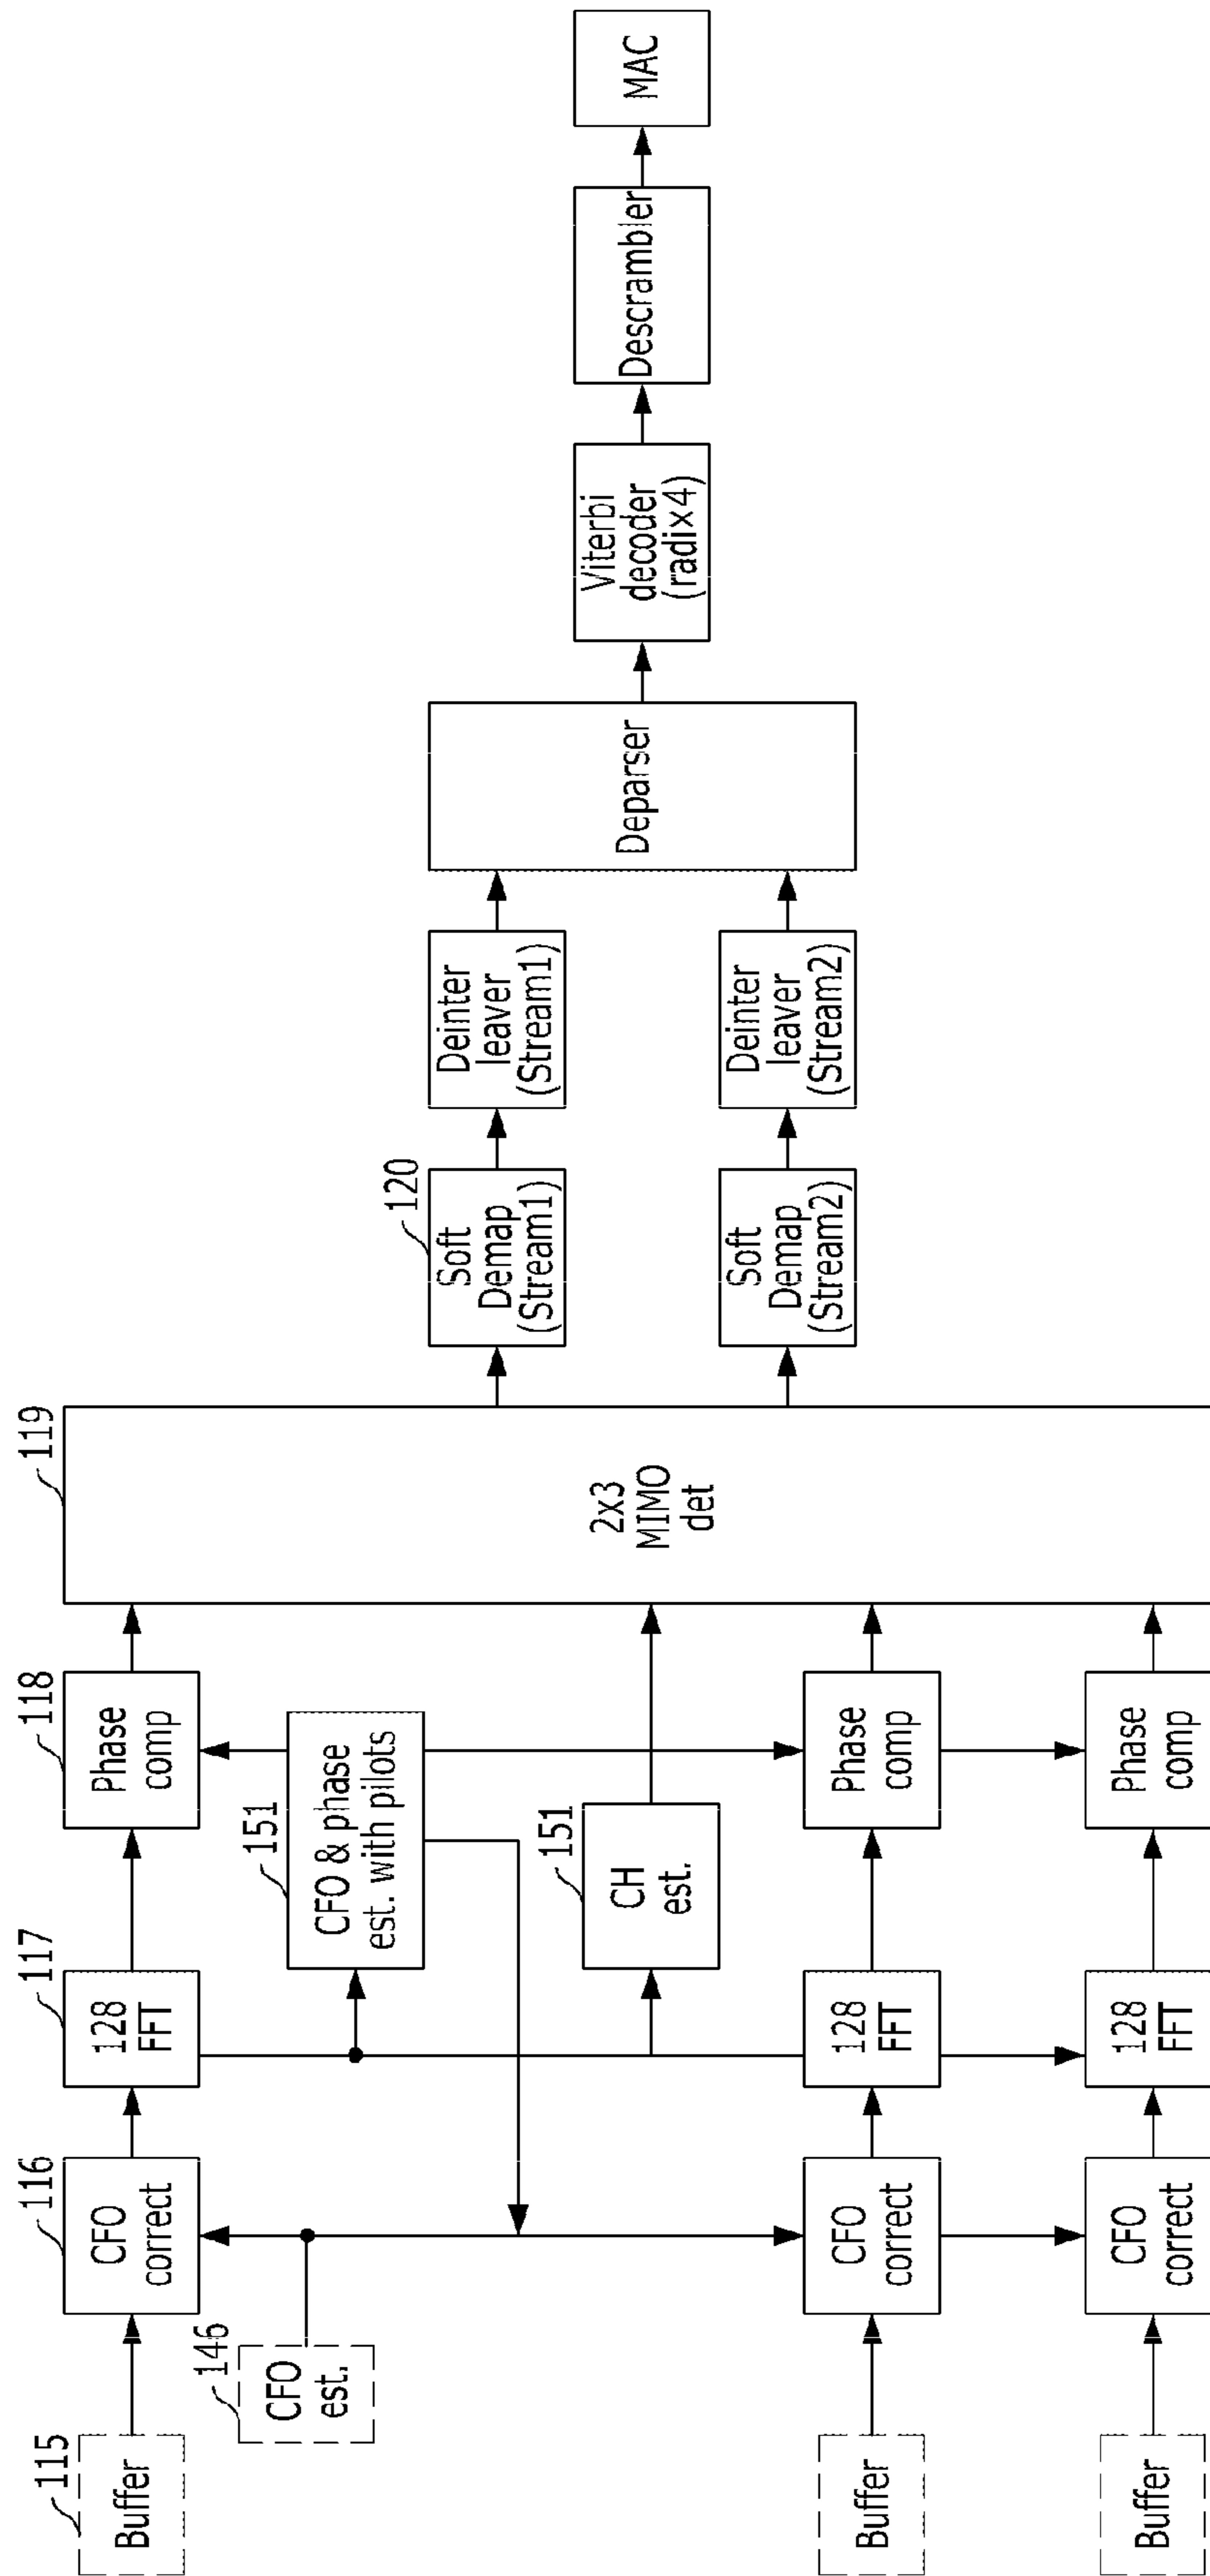 115
Buffer
146
CFO
est.
116
CFO
correct
117
128
FFT
118
Phase
comp
151
CFO & phase
est. with pilots
151
CH
est.
119
2x3
MIMO
det
120
Soft
Demap
(Stream1)
Deinter
leaver
(Stream1)
Soft
Demap
(Stream2)
Deinter
leaver
(Stream2)
Deparser
Viterbi
decoder
(radix4)
Descrambler
MAC
Buffer
CFO
correct
128
FFT
Phase
comp
Buffer
CFO
correct
128
FFT
Phase
comp